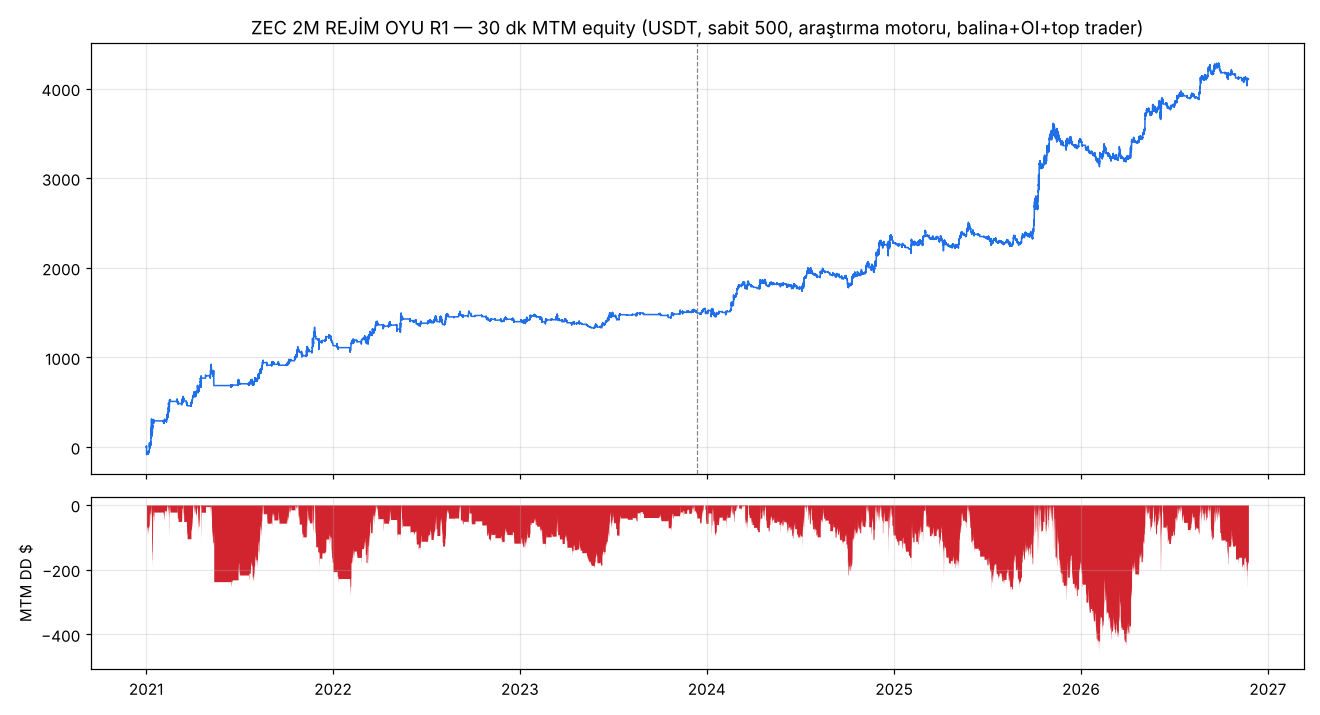 ZEC 2M REJİM OYU R1 — 30 dk MTM equity (USDT, sabit 500, araştırma motoru, balina+OI+top trader)
4000
3000
2000
1000
0
0
−200
−400
MTM DD $
2021 2022 2023 2024 2025 2026 2027